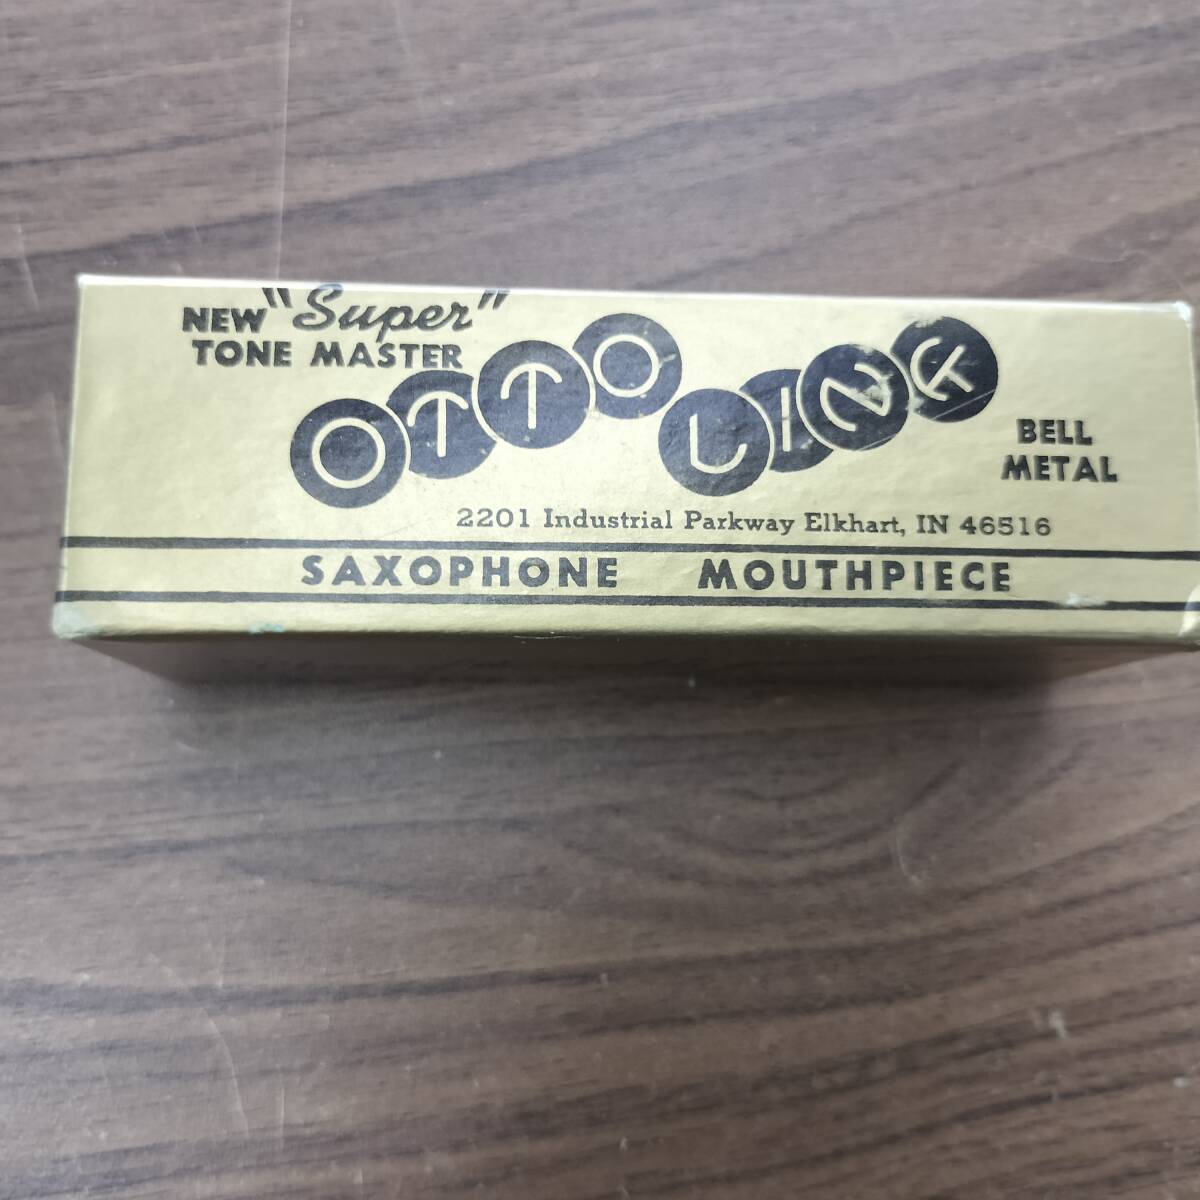 NEW "Super"
TONE MASTER
OTTO LINK
BELL
METAL
2201 Industrial Parkway Elkhart, IN 46516
SAXOPHONE MOUTHPIECE